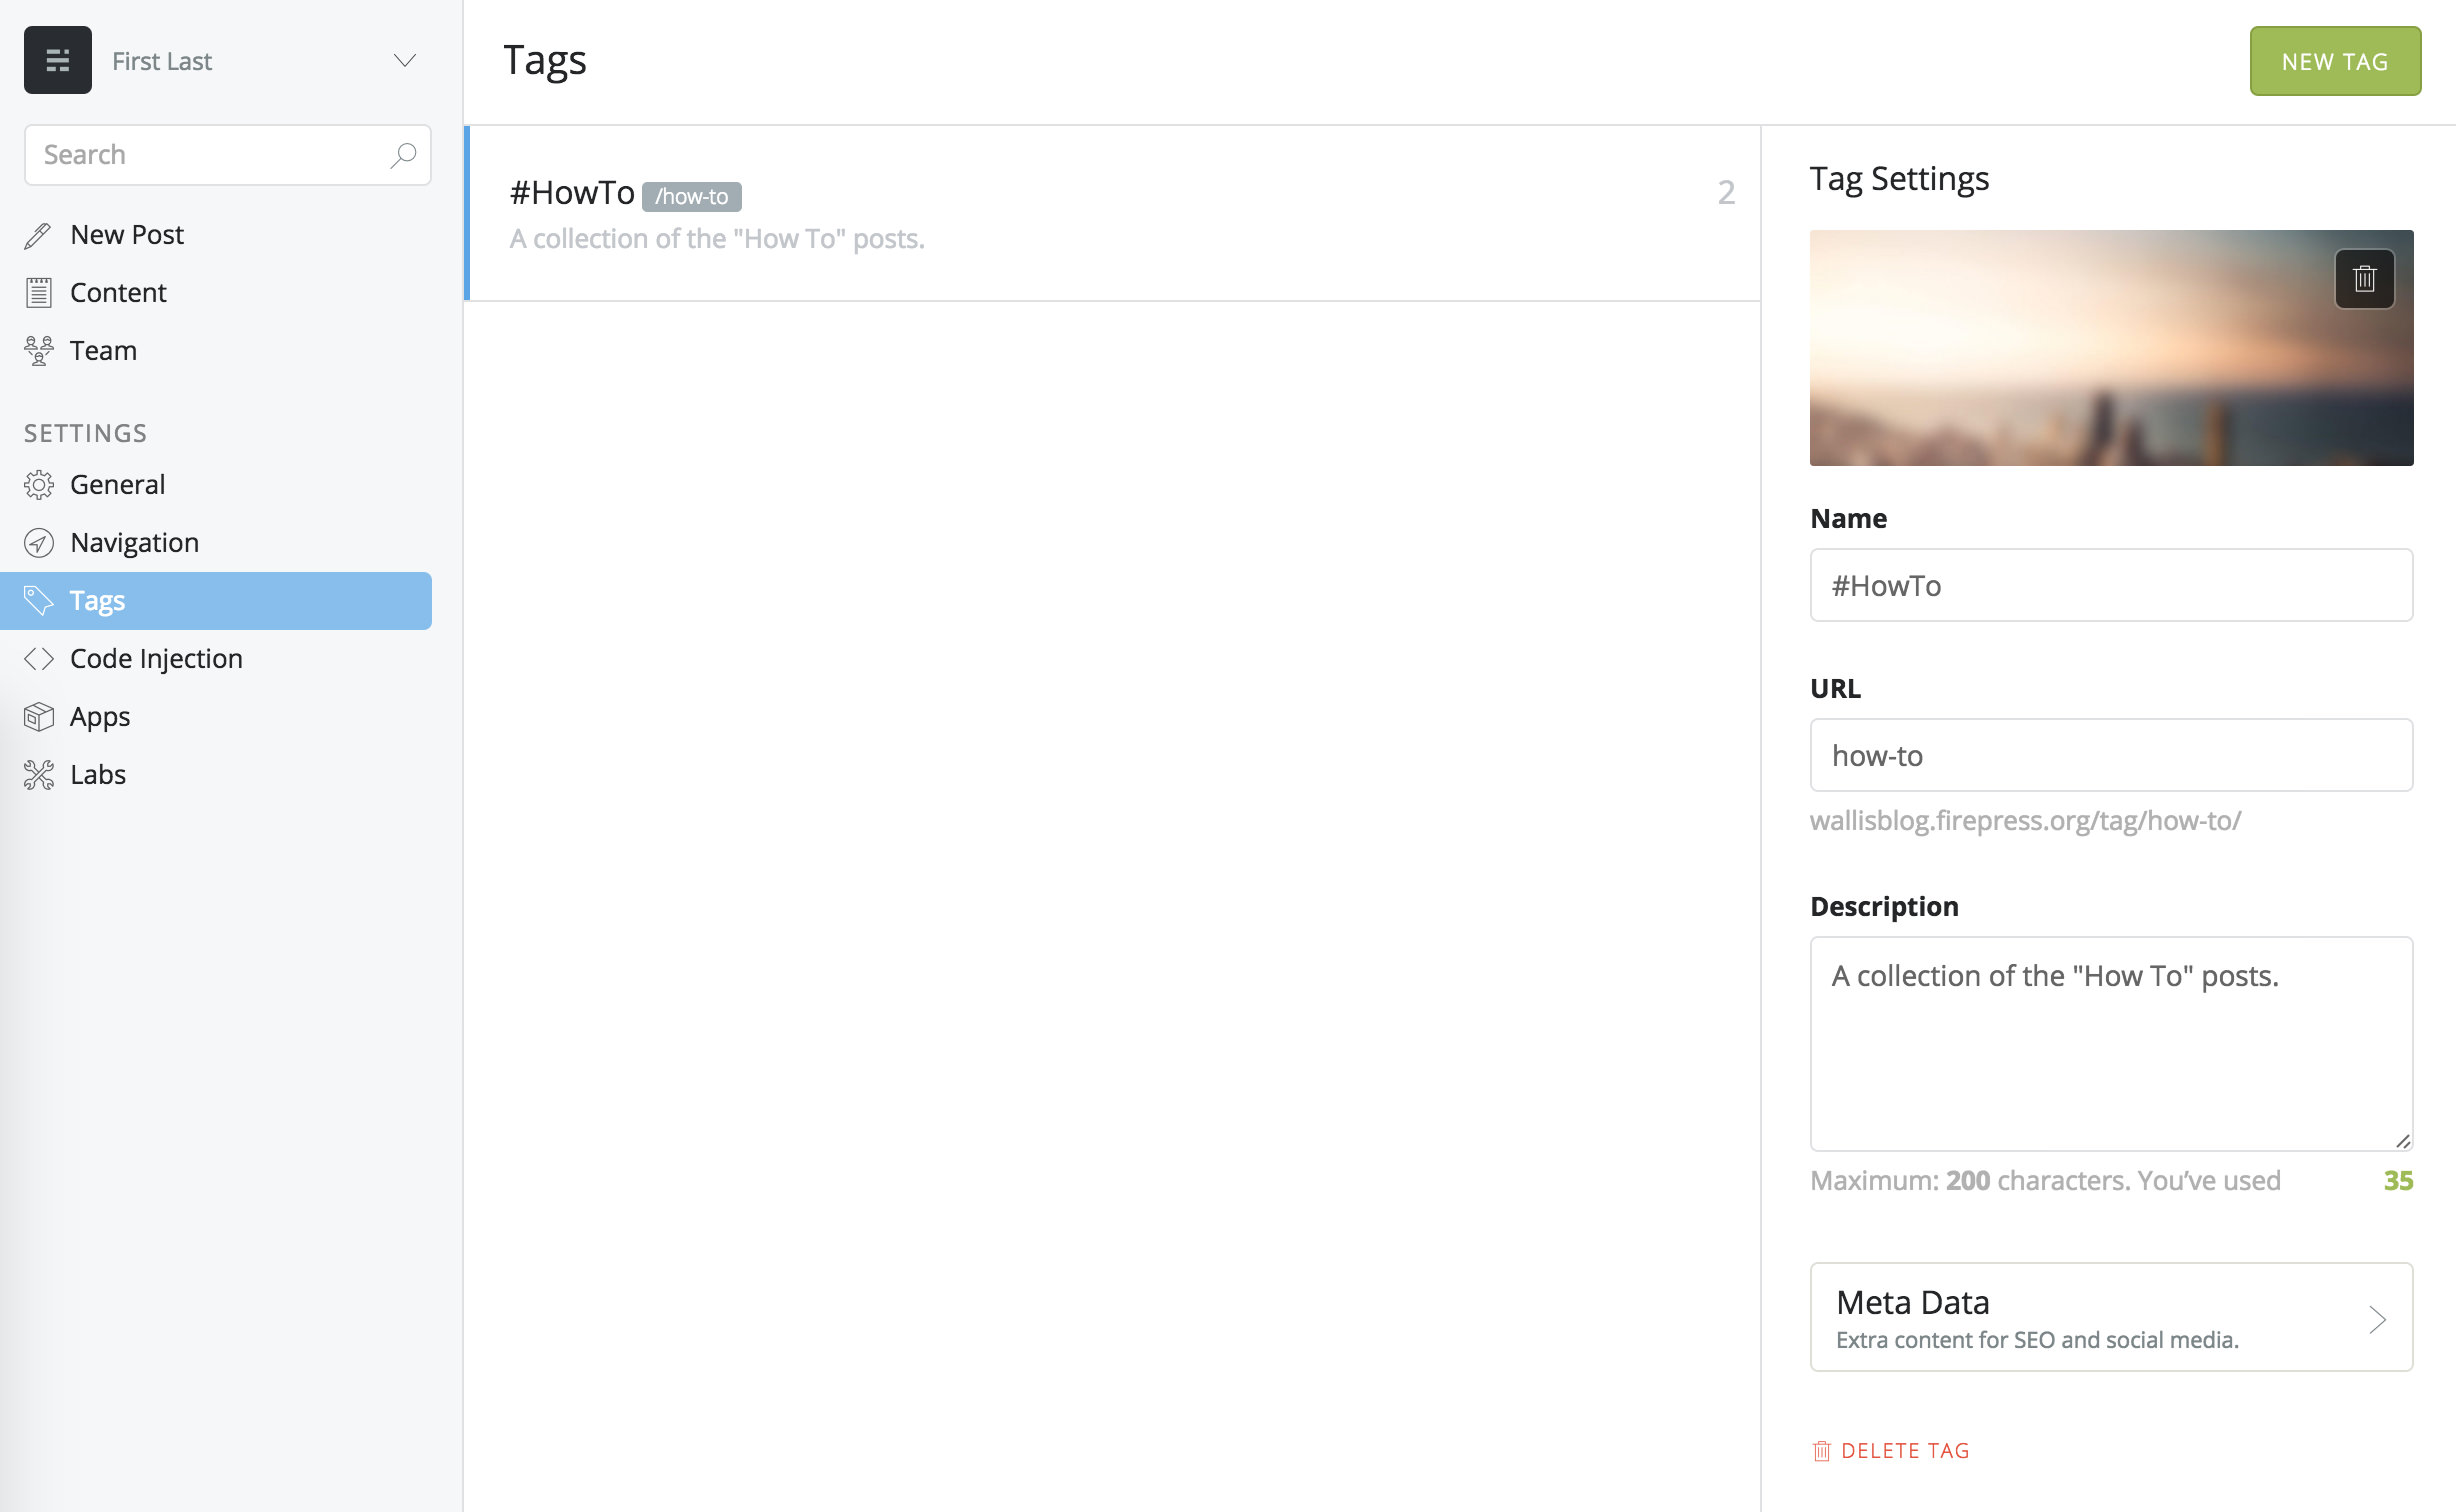 First Last
Search
New Post
Content
Team
SETTINGS
General
Navigation
Tags
Code Injection
Apps
Labs
Tags
NEW TAG
#HowTo /how-to 2
A collection of the "How To" posts.
Tag Settings
Name
#HowTo
URL
how-to
wallisblog.firepress.org/tag/how-to/
Description
A collection of the "How To" posts.
Maximum: 200 characters. You’ve used 35
Meta Data
Extra content for SEO and social media.
DELETE TAG